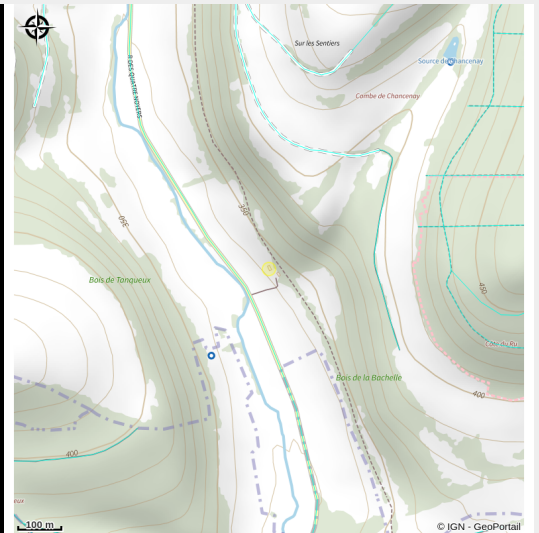 Sur les Sentiers
Source de Chancenay
R DES QUATRE NOYERS
Combe de Chancenay
350
350
Bois de Tanqueux
450
Bois de la Bachelle
400
400
100 m
© IGN - GeoPortail